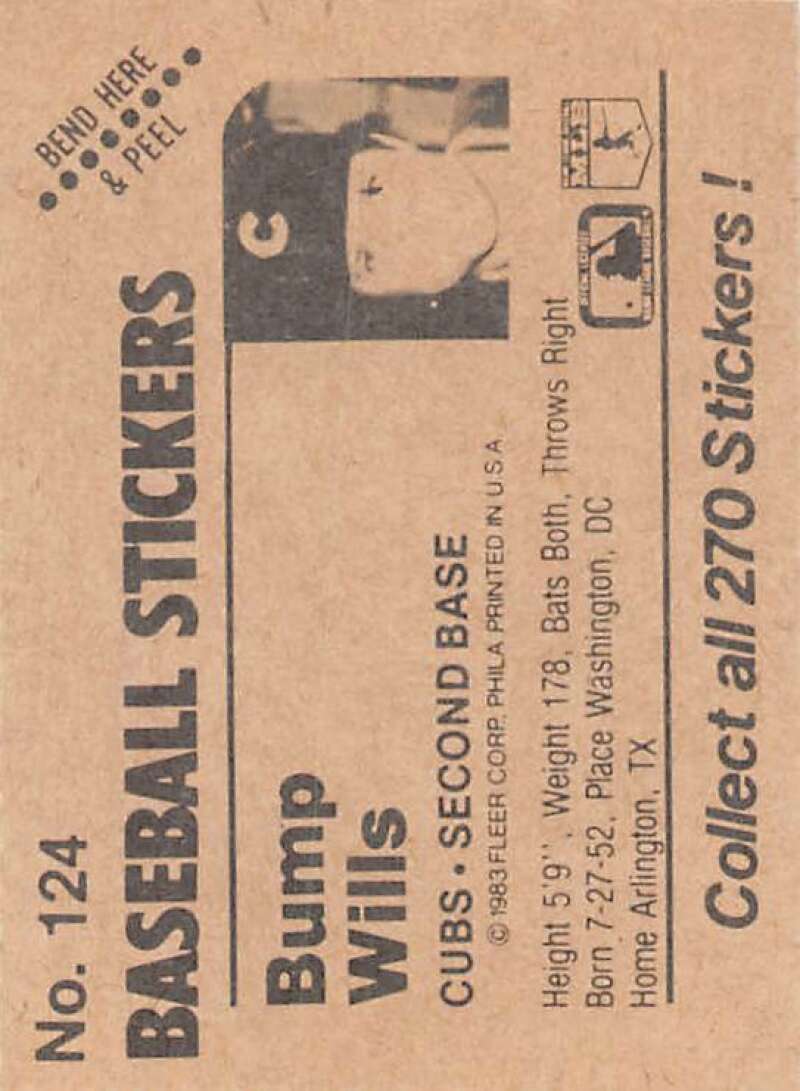 No. 124
BEND HERE
& PEEL
BASEBALL STICKERS
Bump
Wills
C
CUBS • SECOND BASE
© 1983 FLEER CORP. PHILA PRINTED IN U.S.A.
Height 5'9'', Weight 178, Bats Both, Throws Right
Born 7-27-52, Place Washington, DC
Home Arlington, TX
Collect all 270 Stickers!